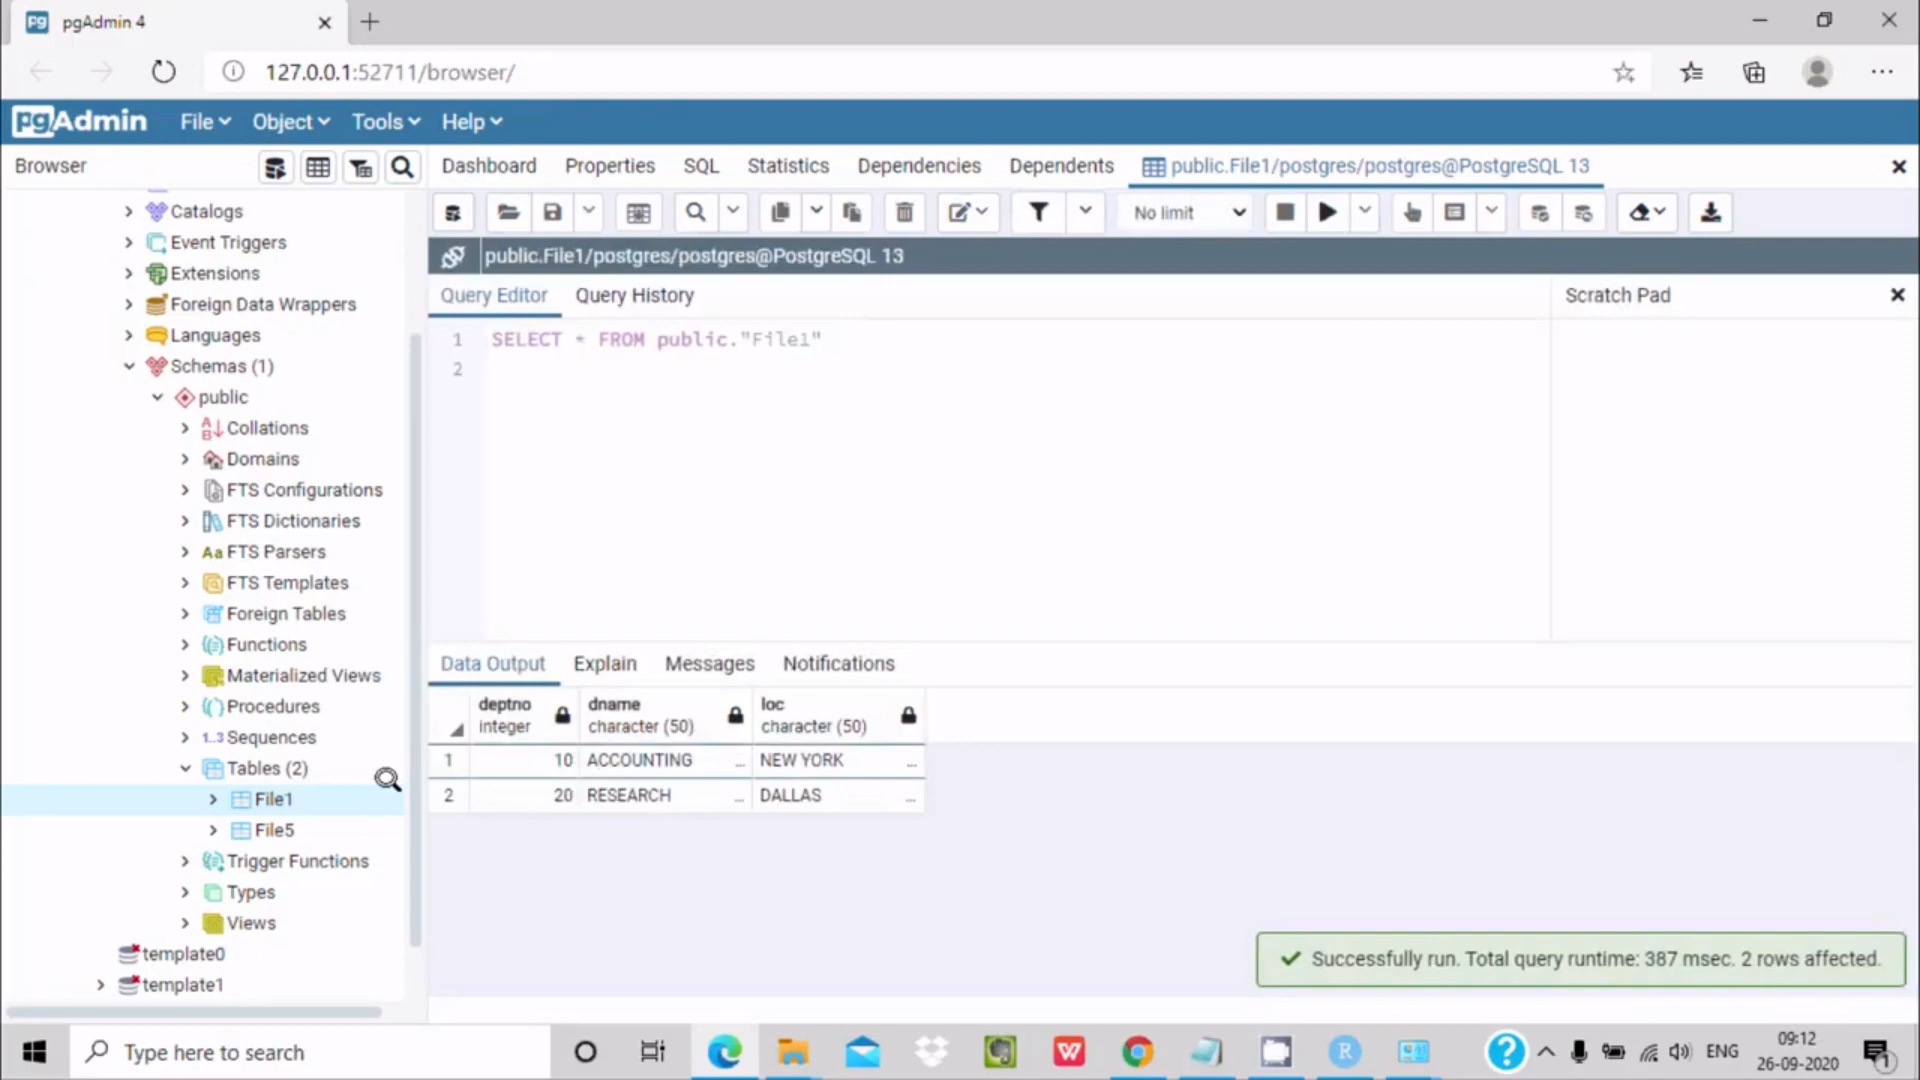 pgAdmin 4
127.0.0.1:52711/browser/
pgAdmin File Object Tools Help
Browser
Dashboard Properties SQL Statistics Dependencies Dependents public.File1/postgres/postgres@PostgreSQL 13
No limit
public.File1/postgres/postgres@PostgreSQL 13
Query Editor Query History
Scratch Pad
1 SELECT * FROM public."File1"
2
Catalogs
Event Triggers
Extensions
Foreign Data Wrappers
Languages
Schemas (1)
public
Collations
Domains
FTS Configurations
FTS Dictionaries
Aa FTS Parsers
FTS Templates
Foreign Tables
Functions
Materialized Views
Procedures
1..3 Sequences
Tables (2)
File1
File5
Trigger Functions
Types
Views
template0
template1
Data Output Explain Messages Notifications
deptno dname loc
integer character (50) character (50)
1 10 ACCOUNTING ... NEW YORK ...
2 20 RESEARCH ... DALLAS ...
Successfully run. Total query runtime: 387 msec. 2 rows affected.
Type here to search
ENG
09:12
26-09-2020